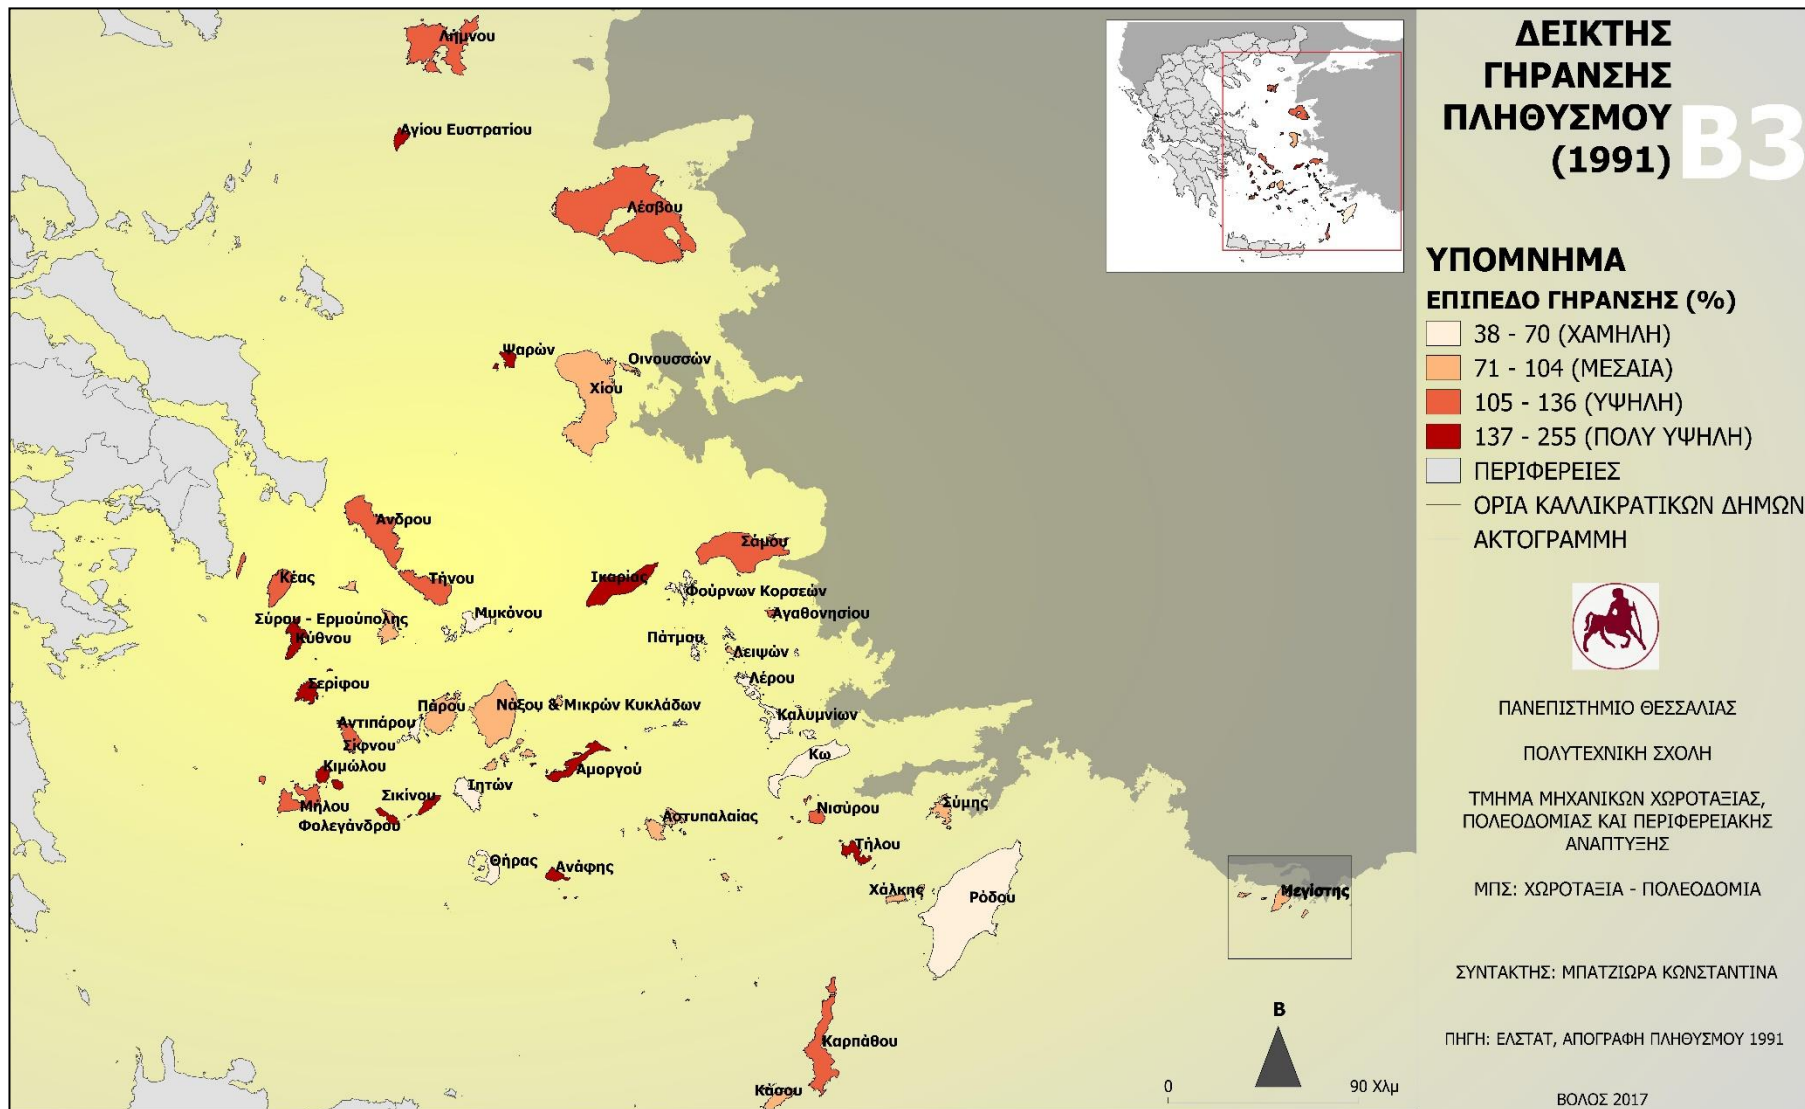 ΔΕΙΚΤΗΣ
ΓΗΡΑΝΣΗΣ
ΠΛΗΘΥΣΜΟΥ
(1991)
B3
ΥΠΟΜΝΗΜΑ
ΕΠΙΠΕΔΟ ΓΗΡΑΝΣΗΣ (%)
38 - 70 (ΧΑΜΗΛΗ)
71 - 104 (ΜΕΣΑΙΑ)
105 - 136 (ΥΨΗΛΗ)
137 - 255 (ΠΟΛΥ ΥΨΗΛΗ)
ΠΕΡΙΦΕΡΕΙΕΣ
ΟΡΙΑ ΚΑΛΛΙΚΡΑΤΙΚΩΝ ΔΗΜΩΝ
ΑΚΤΟΓΡΑΜΜΗ
ΠΑΝΕΠΙΣΤΗΜΙΟ ΘΕΣΣΑΛΙΑΣ
ΠΟΛΥΤΕΧΝΙΚΗ ΣΧΟΛΗ
ΤΜΗΜΑ ΜΗΧΑΝΙΚΩΝ ΧΩΡΟΤΑΞΙΑΣ,
ΠΟΛΕΟΔΟΜΙΑΣ ΚΑΙ ΠΕΡΙΦΕΡΕΙΑΚΗΣ
ΑΝΑΠΤΥΞΗΣ
ΜΠΣ: ΧΩΡΟΤΑΞΙΑ - ΠΟΛΕΟΔΟΜΙΑ
ΣΥΝΤΑΚΤΗΣ: ΜΠΑΤΖΙΩΡΑ ΚΩΝΣΤΑΝΤΙΝΑ
ΠΗΓΗ: ΕΛΣΤΑΤ, ΑΠΟΓΡΑΦΗ ΠΛΗΘΥΣΜΟΥ 1991
ΒΟΛΟΣ 2017
Λήμνου
Αγίου Ευστρατίου
Λέσβου
Ψαρών
Οινουσσών
Χίου
Άνδρου
Σάμου
Κέας
Τήνου
Ικαρίας
Φούρνων Κορσεών
Σύρου - Ερμούπολης
Μυκόνου
Αγαθονησίου
Κύθνου
Πάτμου
Λειψών
Σερίφου
Λέρου
Πάρου
Νάξου & Μικρών Κυκλάδων
Αντιπάρου
Καλυμνίων
Σίφνου
Κω
Κιμώλου
Αμοργού
Ιητών
Σικίνου
Μήλου
Νισύρου
Σύμης
Φολεγάνδρου
Αστυπαλαίας
Τήλου
Θήρας
Ανάφης
Χάλκης
Ρόδου
Μεγίστης
Καρπάθου
Κάσου
Β
0
90 Χλμ